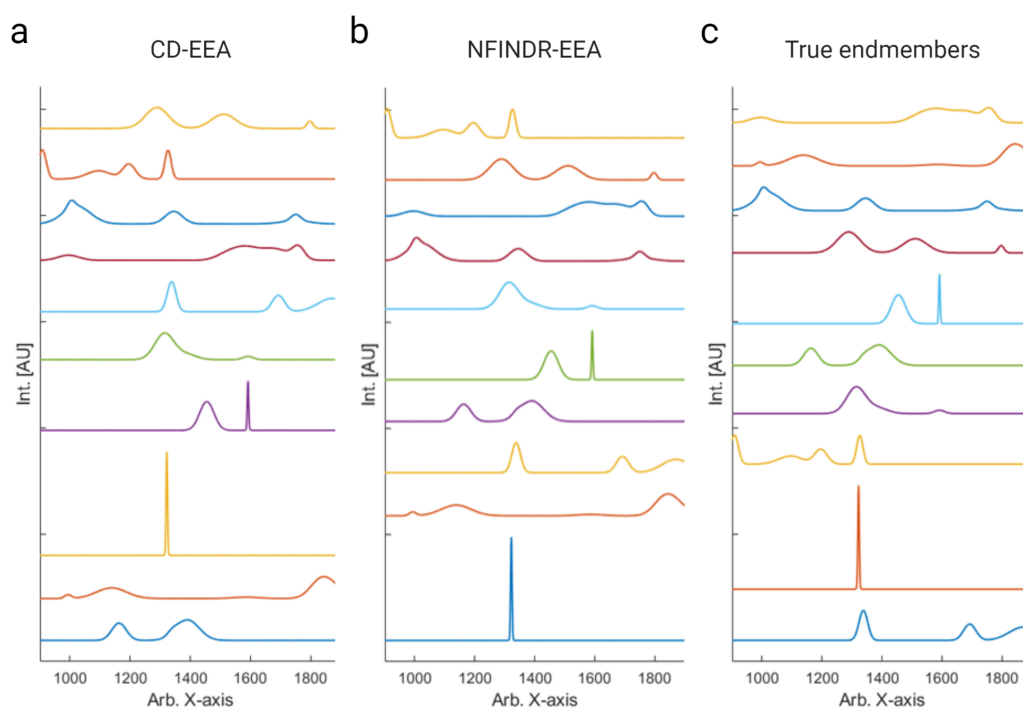 a
CD-EEA
Int. [AU]
1000 1200 1400 1600 1800
Arb. X-axis
b
NFINDR-EEA
Int. [AU]
1000 1200 1400 1600 1800
Arb. X-axis
c
True endmembers
Int. [AU]
1000 1200 1400 1600 1800
Arb. X-axis